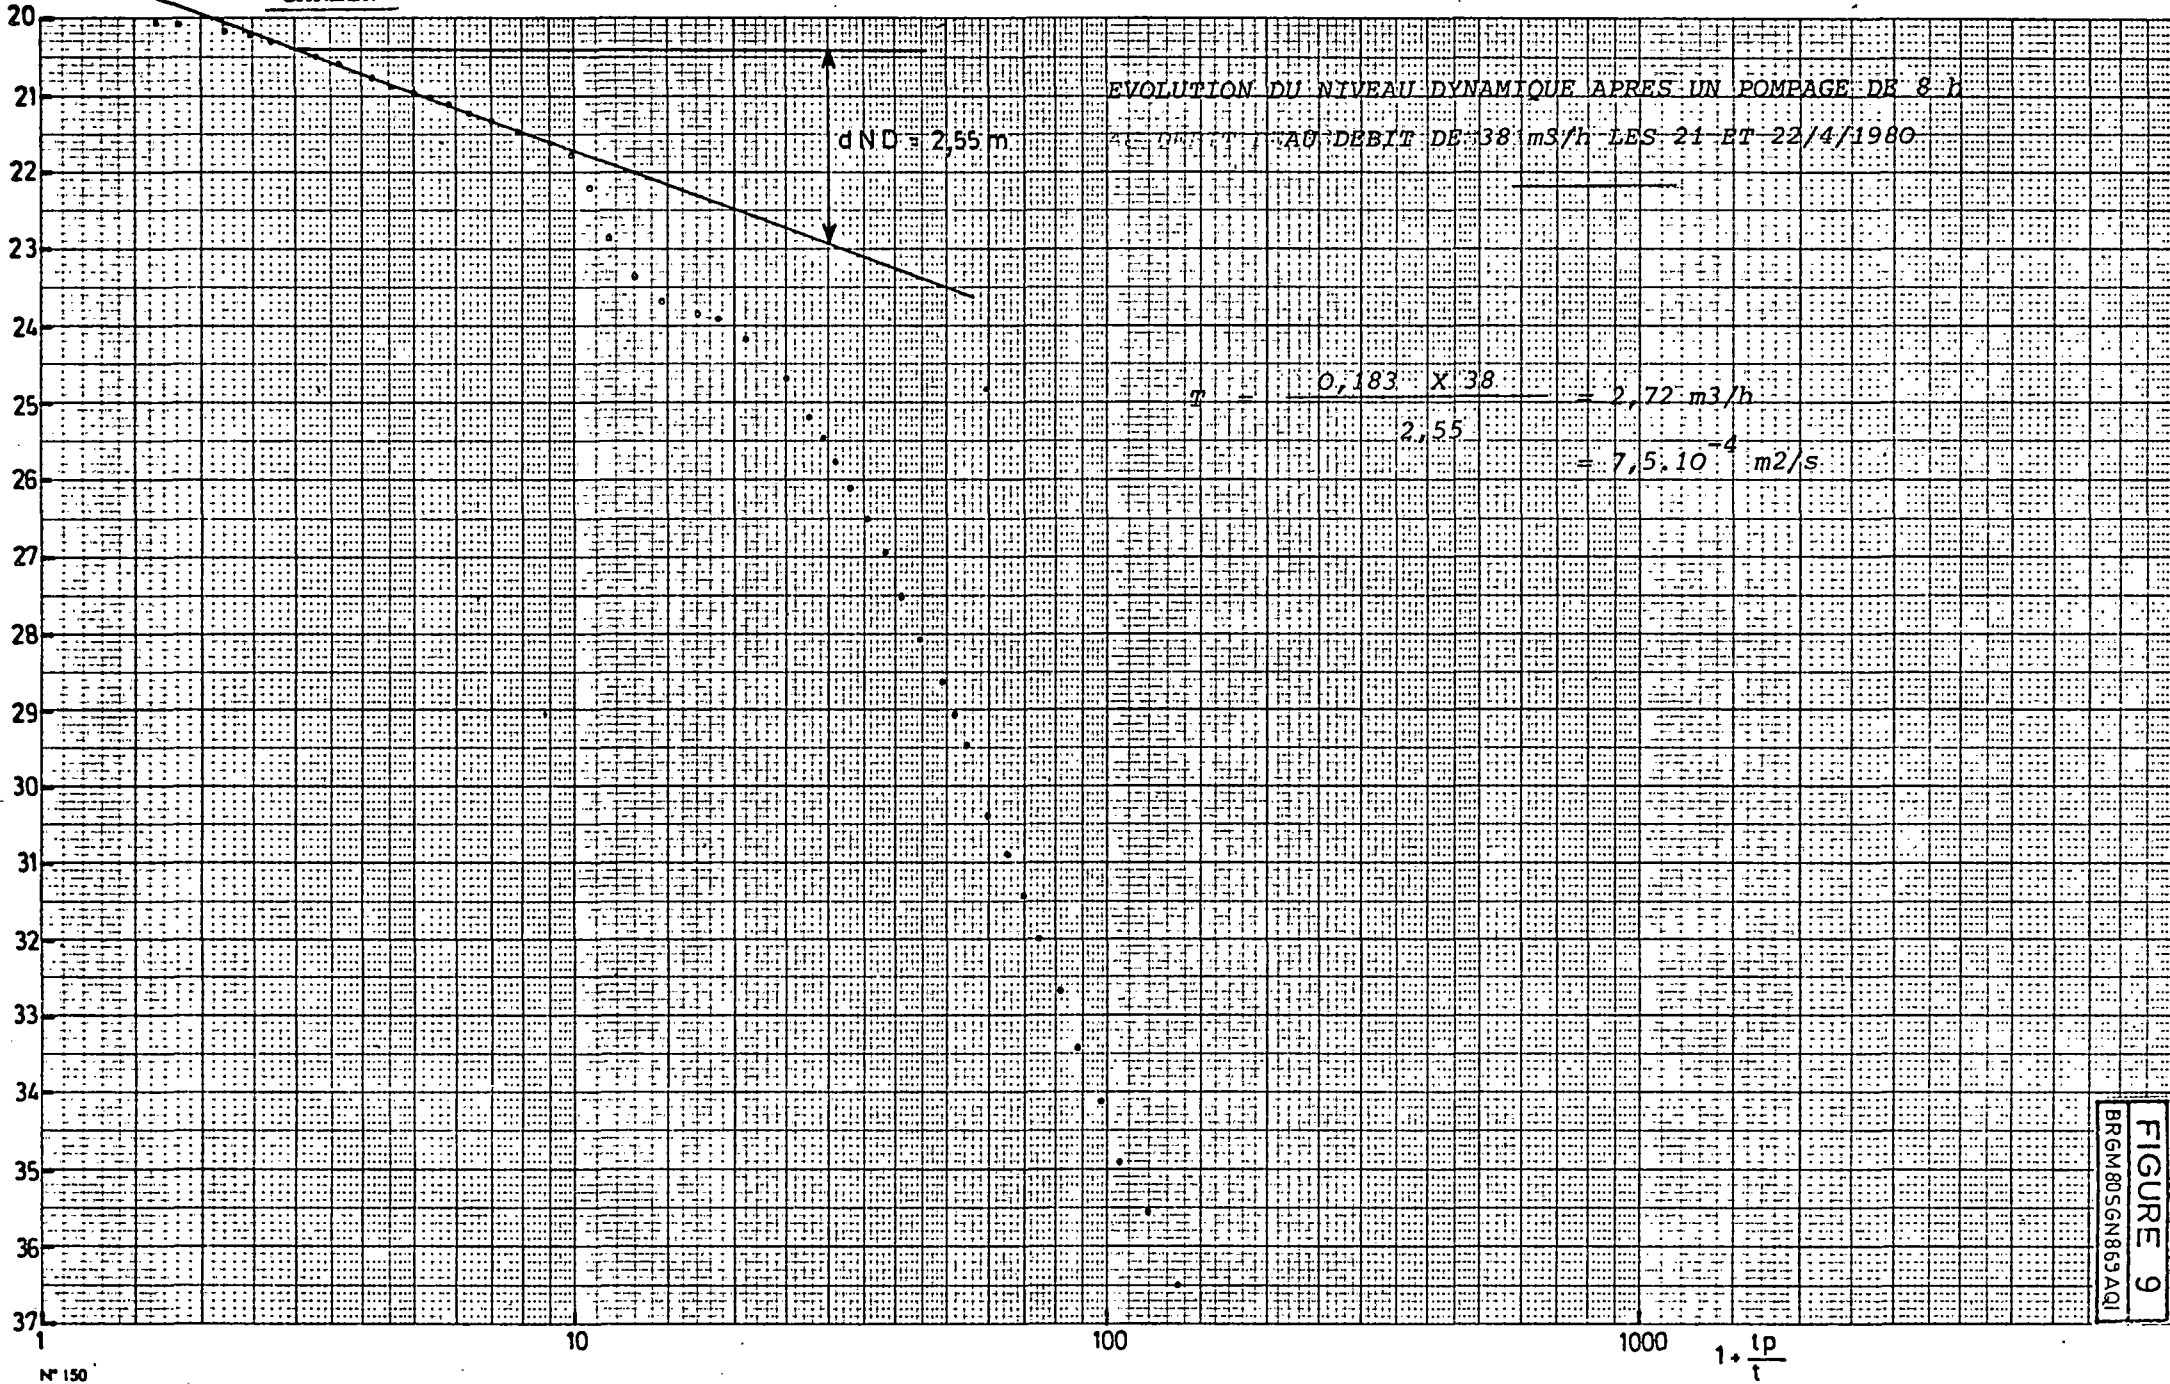 20
21
22
23
24
25
26
27
28
29
30
31
32
33
34
35
36
37
EVOLUTION DU NIVEAU DYNAMIQUE APRES UN POMPAGE DE 8 h
AU DEBIT DE 38 m3/h LES 21 ET 22/4/1980
dND = 2,55 m
T = 0,183 X 38 = 2,72 m3/h
2,55
= 7,5.10-4 m2/s
1 10 100 1000 1+ tp
t
N° 150
FIGURE 9
BRGM80SGN869AQI